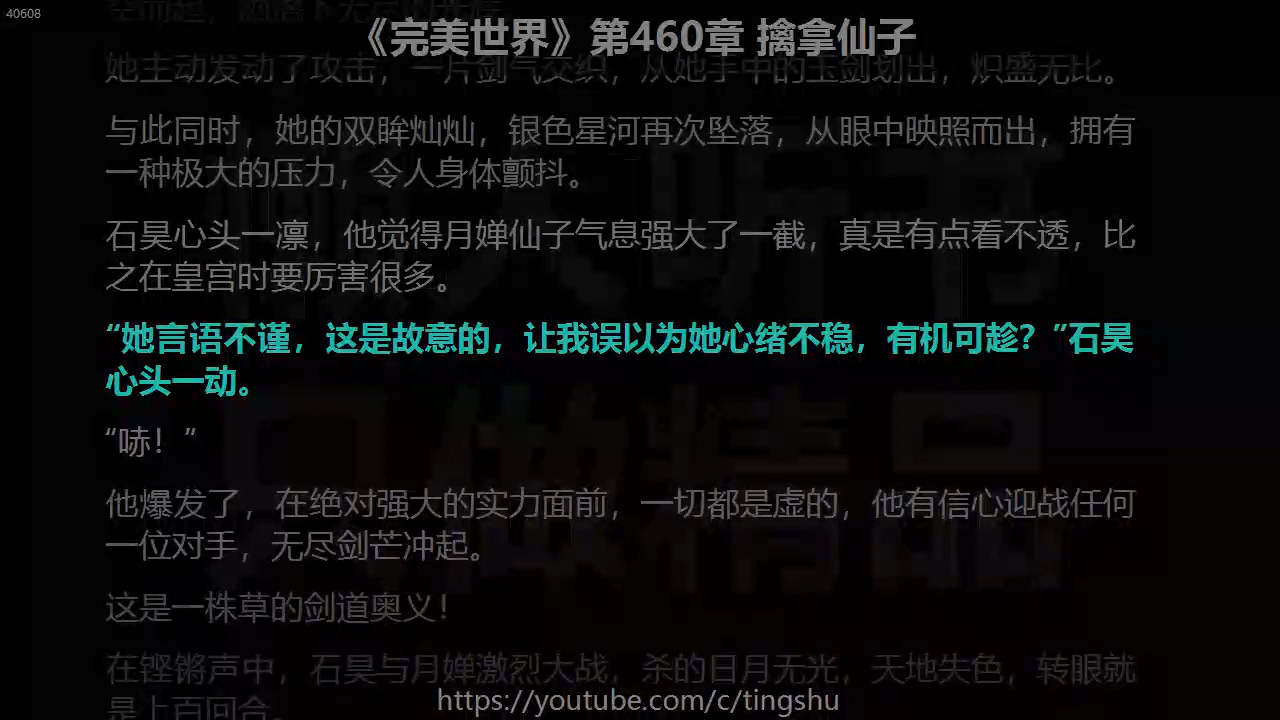 40608
《完美世界》第460章 擒拿仙子
她主动发动了攻击，一片剑气交织，从她手中的玉剑划出，炽盛无比。
与此同时，她的双眸灿灿，银色星河再次坠落，从眼中映照而出，拥有
一种极大的压力，令人身体颤抖。
石昊心头一凛，他觉得月婵仙子气息强大了一截，真是有点看不透，比
之在皇宫时要厉害很多。
“她言语不谨，这是故意的，让我误以为她心绪不稳，有机可趁？”石昊
心头一动。
“哧！”
他爆发了，在绝对强大的实力面前，一切都是虚的，他有信心迎战任何
一位对手，无尽剑芒冲起。
这是一株草的剑道奥义！
在铿锵声中，石昊与月婵激烈大战，杀的日月无光，天地失色，转眼就
是上百回合。
https://youtube.com/c/tingshu
只做精品